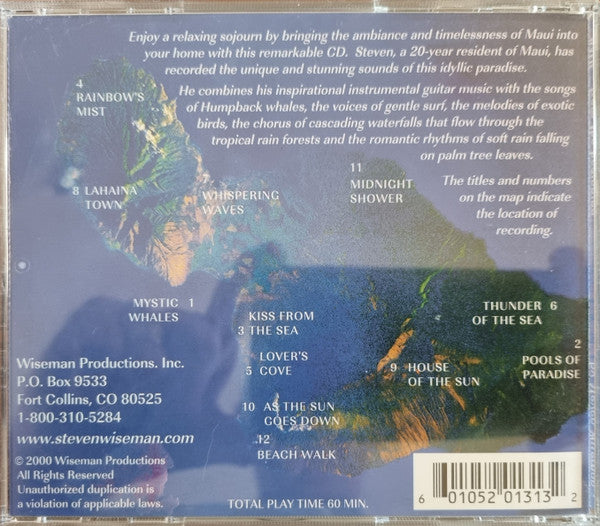 Enjoy a relaxing sojourn by bringing the ambiance and timelessness of Maui into
your home with this remarkable CD. Steven, a 20-year resident of Maui, has
recorded the unique and stunning sounds of this idyllic paradise.
He combines his inspirational instrumental guitar music with the songs
of Humpback whales, the voices of gentle surf, the melodies of exotic
birds, the chorus of cascading waterfalls that flow through the
tropical rain forests and the romantic rhythms of soft rain falling
on palm tree leaves.
The titles and numbers
on the map indicate
the location of
recording.
4
RAINBOW'S
MIST
8 LAHAINA
TOWN
WHISPERING
WAVES
11
MIDNIGHT
SHOWER
MYSTIC 1
WHALES
KISS FROM
3 THE SEA
THUNDER 6
OF THE SEA
2
POOLS OF
PARADISE
LOVER'S
5 COVE
9 HOUSE
OF THE SUN
10 AS THE SUN
GOES DOWN
12
BEACH WALK
Wiseman Productions. Inc.
P.O. Box 9533
Fort Collins, CO 80525
1-800-310-5284
www.stevenwiseman.com
© 2000 Wiseman Productions
All Rights Reserved
Unauthorized duplication is
a violation of applicable laws.
TOTAL PLAY TIME 60 MIN.
6 01052 01313 2